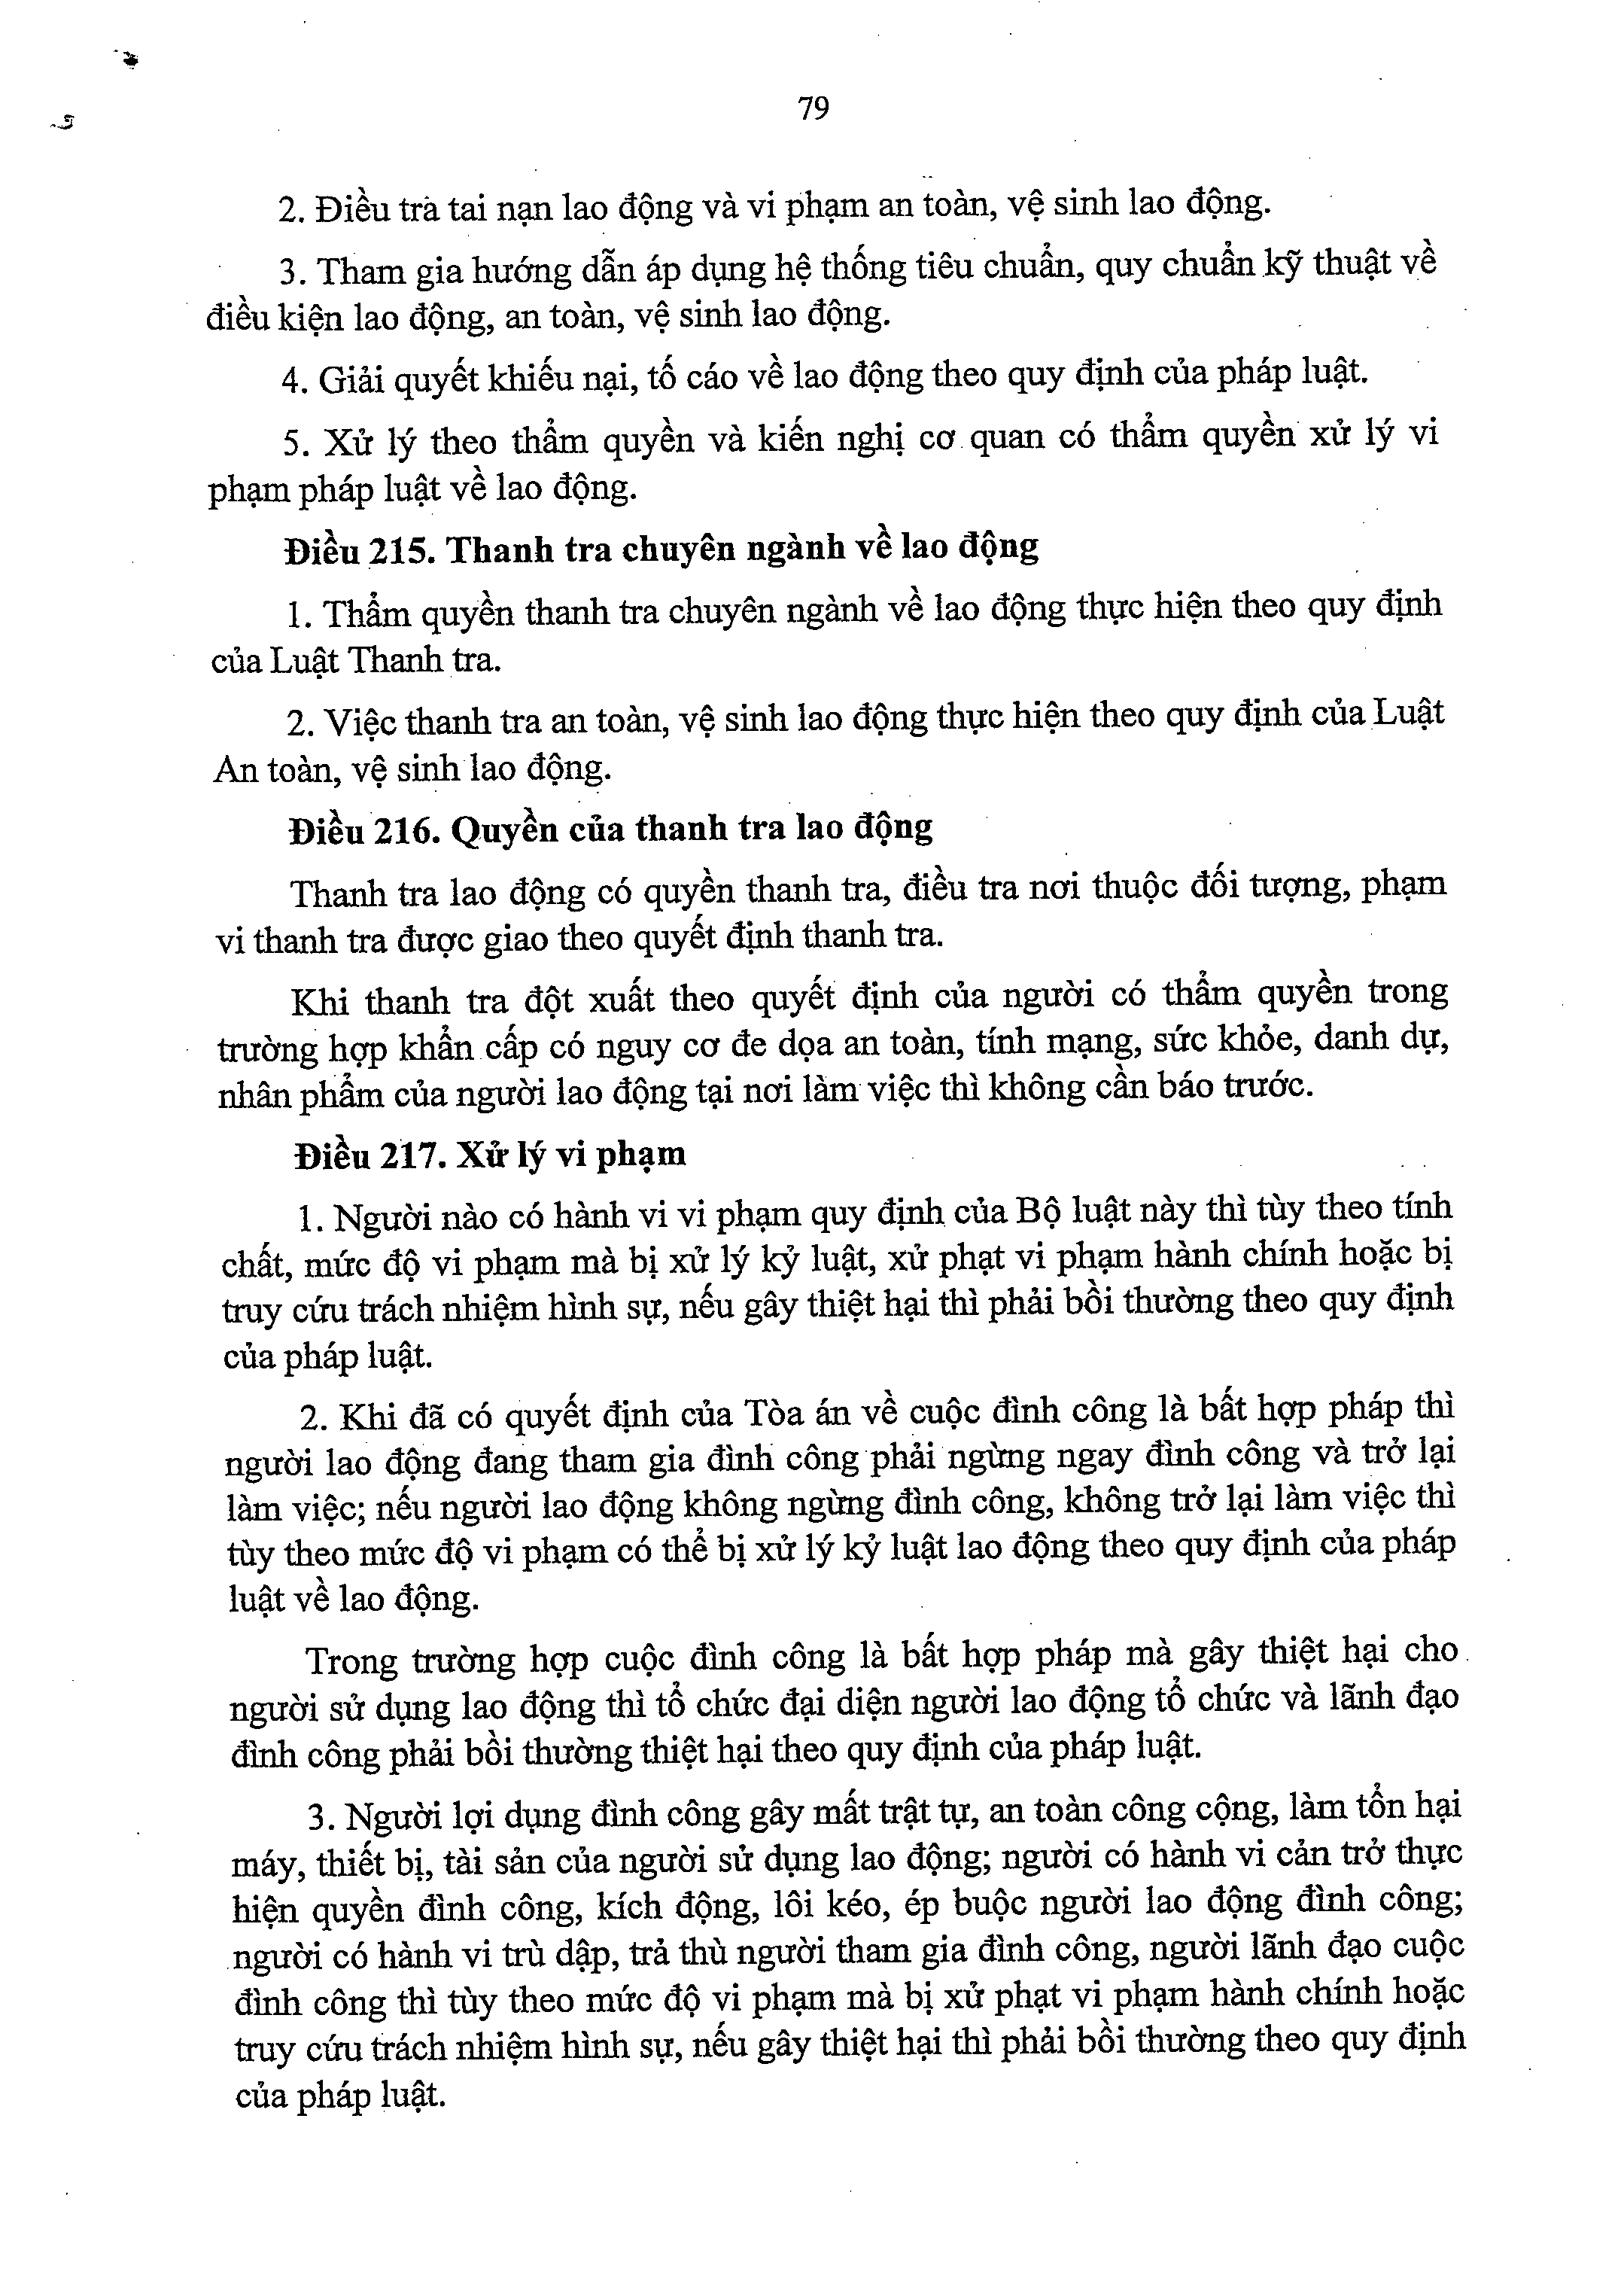 79
2. Điều tra tai nạn lao động và vi phạm an toàn, vệ sinh lao động.
3. Tham gia hướng dẫn áp dụng hệ thống tiêu chuẩn, quy chuẩn kỹ thuật về
điều kiện lao động, an toàn, vệ sinh lao động.
4. Giải quyết khiếu nại, tố cáo về lao động theo quy định của pháp luật.
5. Xử lý theo thẩm quyền và kiến nghị cơ quan có thẩm quyền xử lý vi
phạm pháp luật về lao động.
Điều 215. Thanh tra chuyên ngành về lao động
1. Thẩm quyền thanh tra chuyên ngành về lao động thực hiện theo quy định
của Luật Thanh tra.
2. Việc thanh tra an toàn, vệ sinh lao động thực hiện theo quy định của Luật
An toàn, vệ sinh lao động.
Điều 216. Quyền của thanh tra lao động
Thanh tra lao động có quyền thanh tra, điều tra nơi thuộc đối tượng, phạm
vi thanh tra được giao theo quyết định thanh tra.
Khi thanh tra đột xuất theo quyết định của người có thẩm quyền trong
trường hợp khẩn cấp có nguy cơ đe dọa an toàn, tính mạng, sức khỏe, danh dự,
nhân phẩm của người lao động tại nơi làm việc thì không cần báo trước.
Điều 217. Xử lý vi phạm
1. Người nào có hành vi vi phạm quy định của Bộ luật này thì tùy theo tính
chất, mức độ vi phạm mà bị xử lý kỷ luật, xử phạt vi phạm hành chính hoặc bị
truy cứu trách nhiệm hình sự, nếu gây thiệt hại thì phải bồi thường theo quy định
của pháp luật.
2. Khi đã có quyết định của Tòa án về cuộc đình công là bất hợp pháp thì
người lao động đang tham gia đình công phải ngừng ngay đình công và trở lại
làm việc; nếu người lao động không ngừng đình công, không trở lại làm việc thì
tùy theo mức độ vi phạm có thể bị xử lý kỷ luật lao động theo quy định của pháp
luật về lao động.
Trong trường hợp cuộc đình công là bất hợp pháp mà gây thiệt hại cho
người sử dụng lao động thì tổ chức đại diện người lao động tổ chức và lãnh đạo
đình công phải bồi thường thiệt hại theo quy định của pháp luật.
3. Người lợi dụng đình công gây mất trật tự, an toàn công cộng, làm tổn hại
máy, thiết bị, tài sản của người sử dụng lao động; người có hành vi cản trở thực
hiện quyền đình công, kích động, lôi kéo, ép buộc người lao động đình công;
người có hành vi trù dập, trả thù người tham gia đình công, người lãnh đạo cuộc
đình công thì tùy theo mức độ vi phạm mà bị xử phạt vi phạm hành chính hoặc
truy cứu trách nhiệm hình sự, nếu gây thiệt hại thì phải bồi thường theo quy định
của pháp luật.